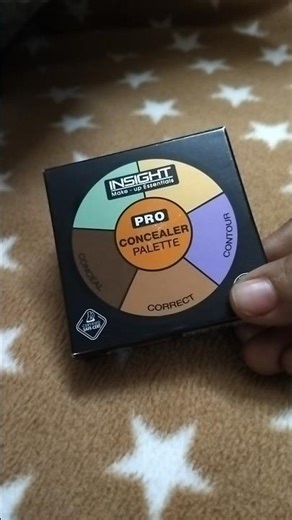 INSIGHT
Make - up Essentials
PRO
CONCEALER
PALETTE
CONTOUR
CONCEAL
CORRECT